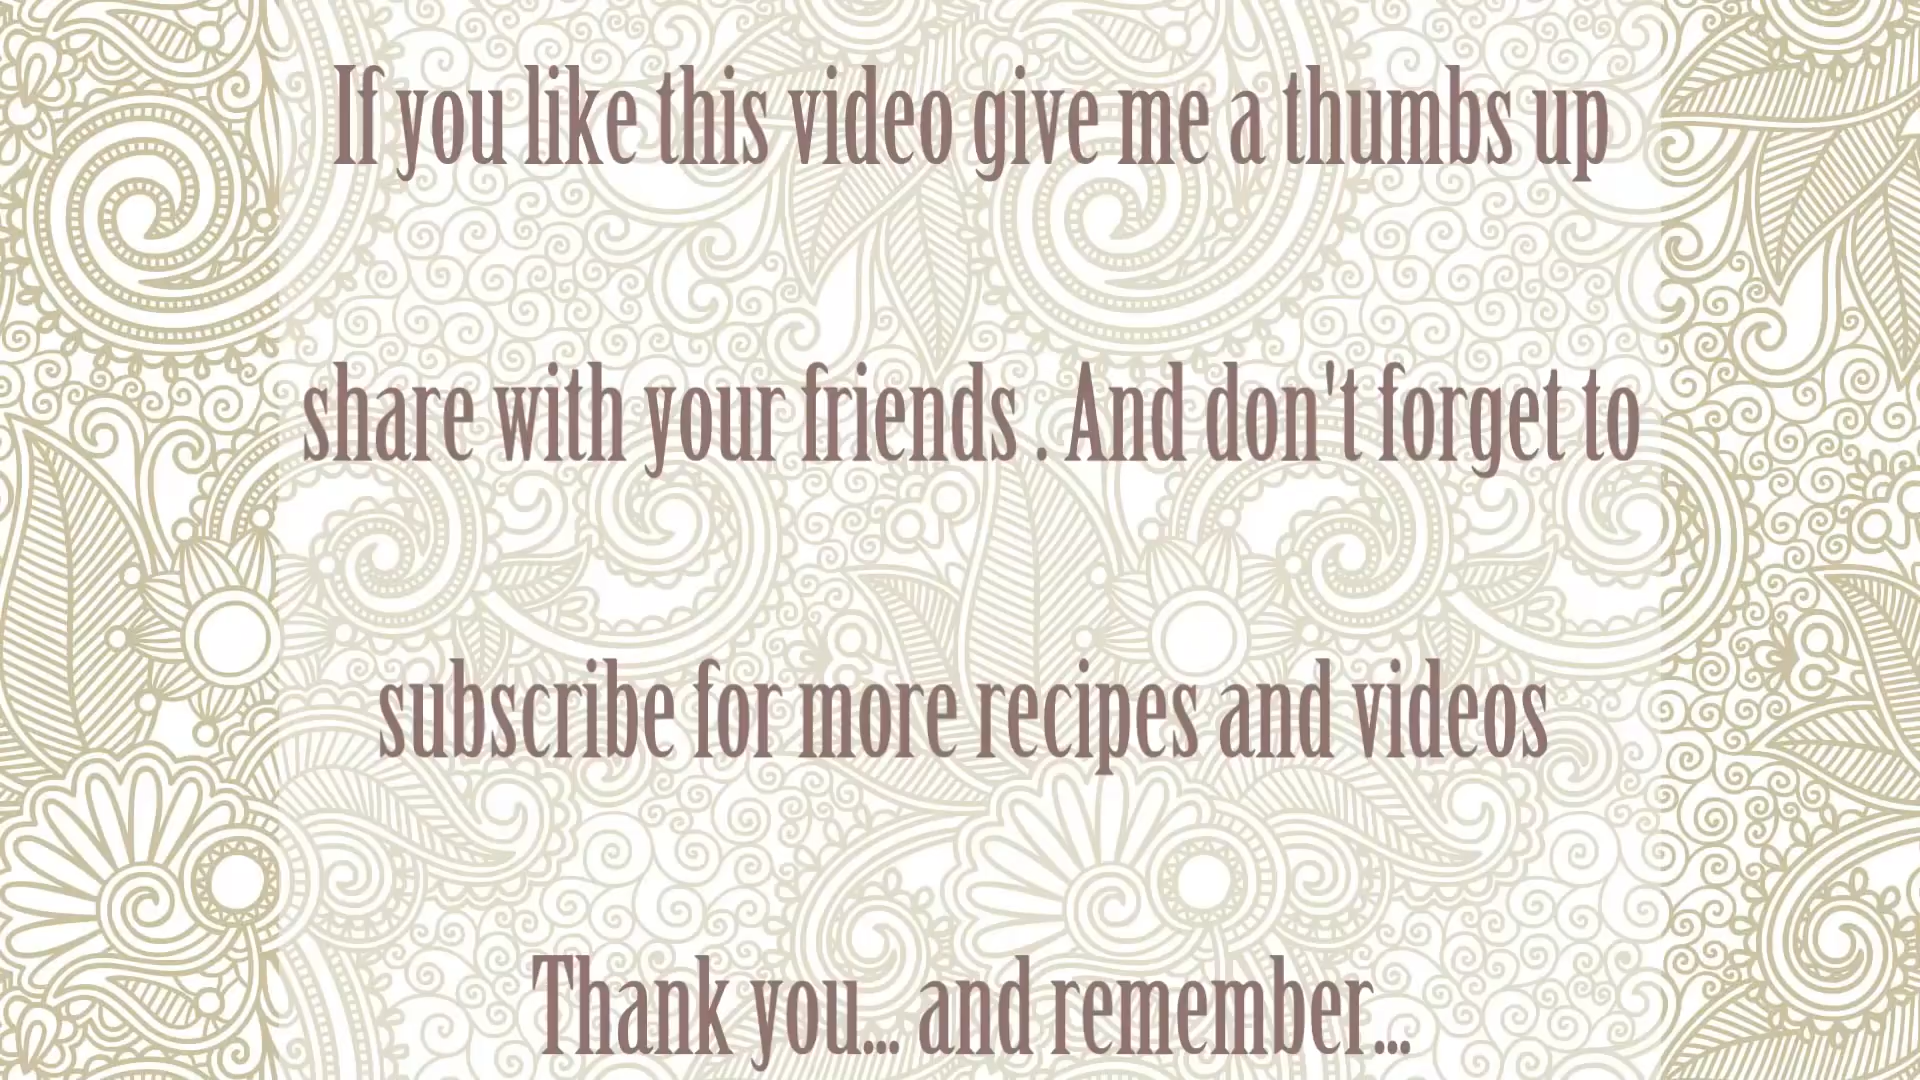 If you like this video give me a thumbs up
share with your friends . And don't forget to
subscribe for more recipes and videos
Thank you... and remember...